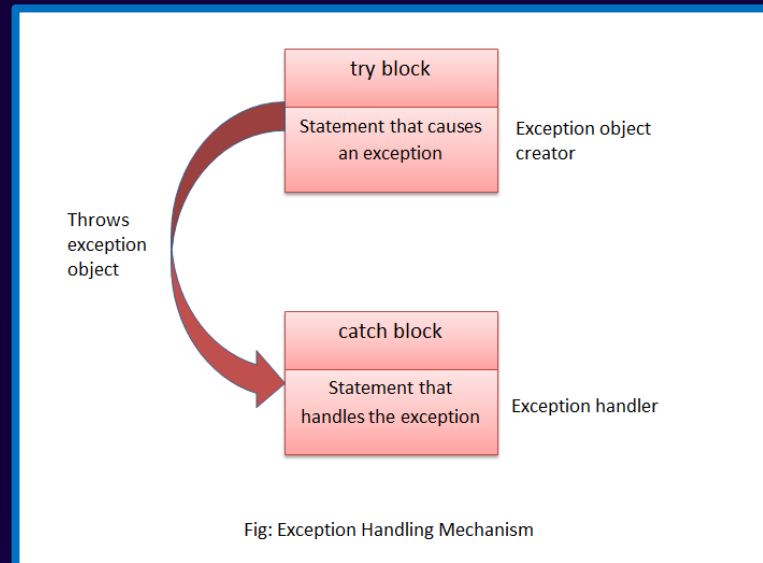 try block
Statement that causes
an exception
Exception object
creator
Throws
exception
object
catch block
Statement that
handles the exception
Exception handler
Fig: Exception Handling Mechanism